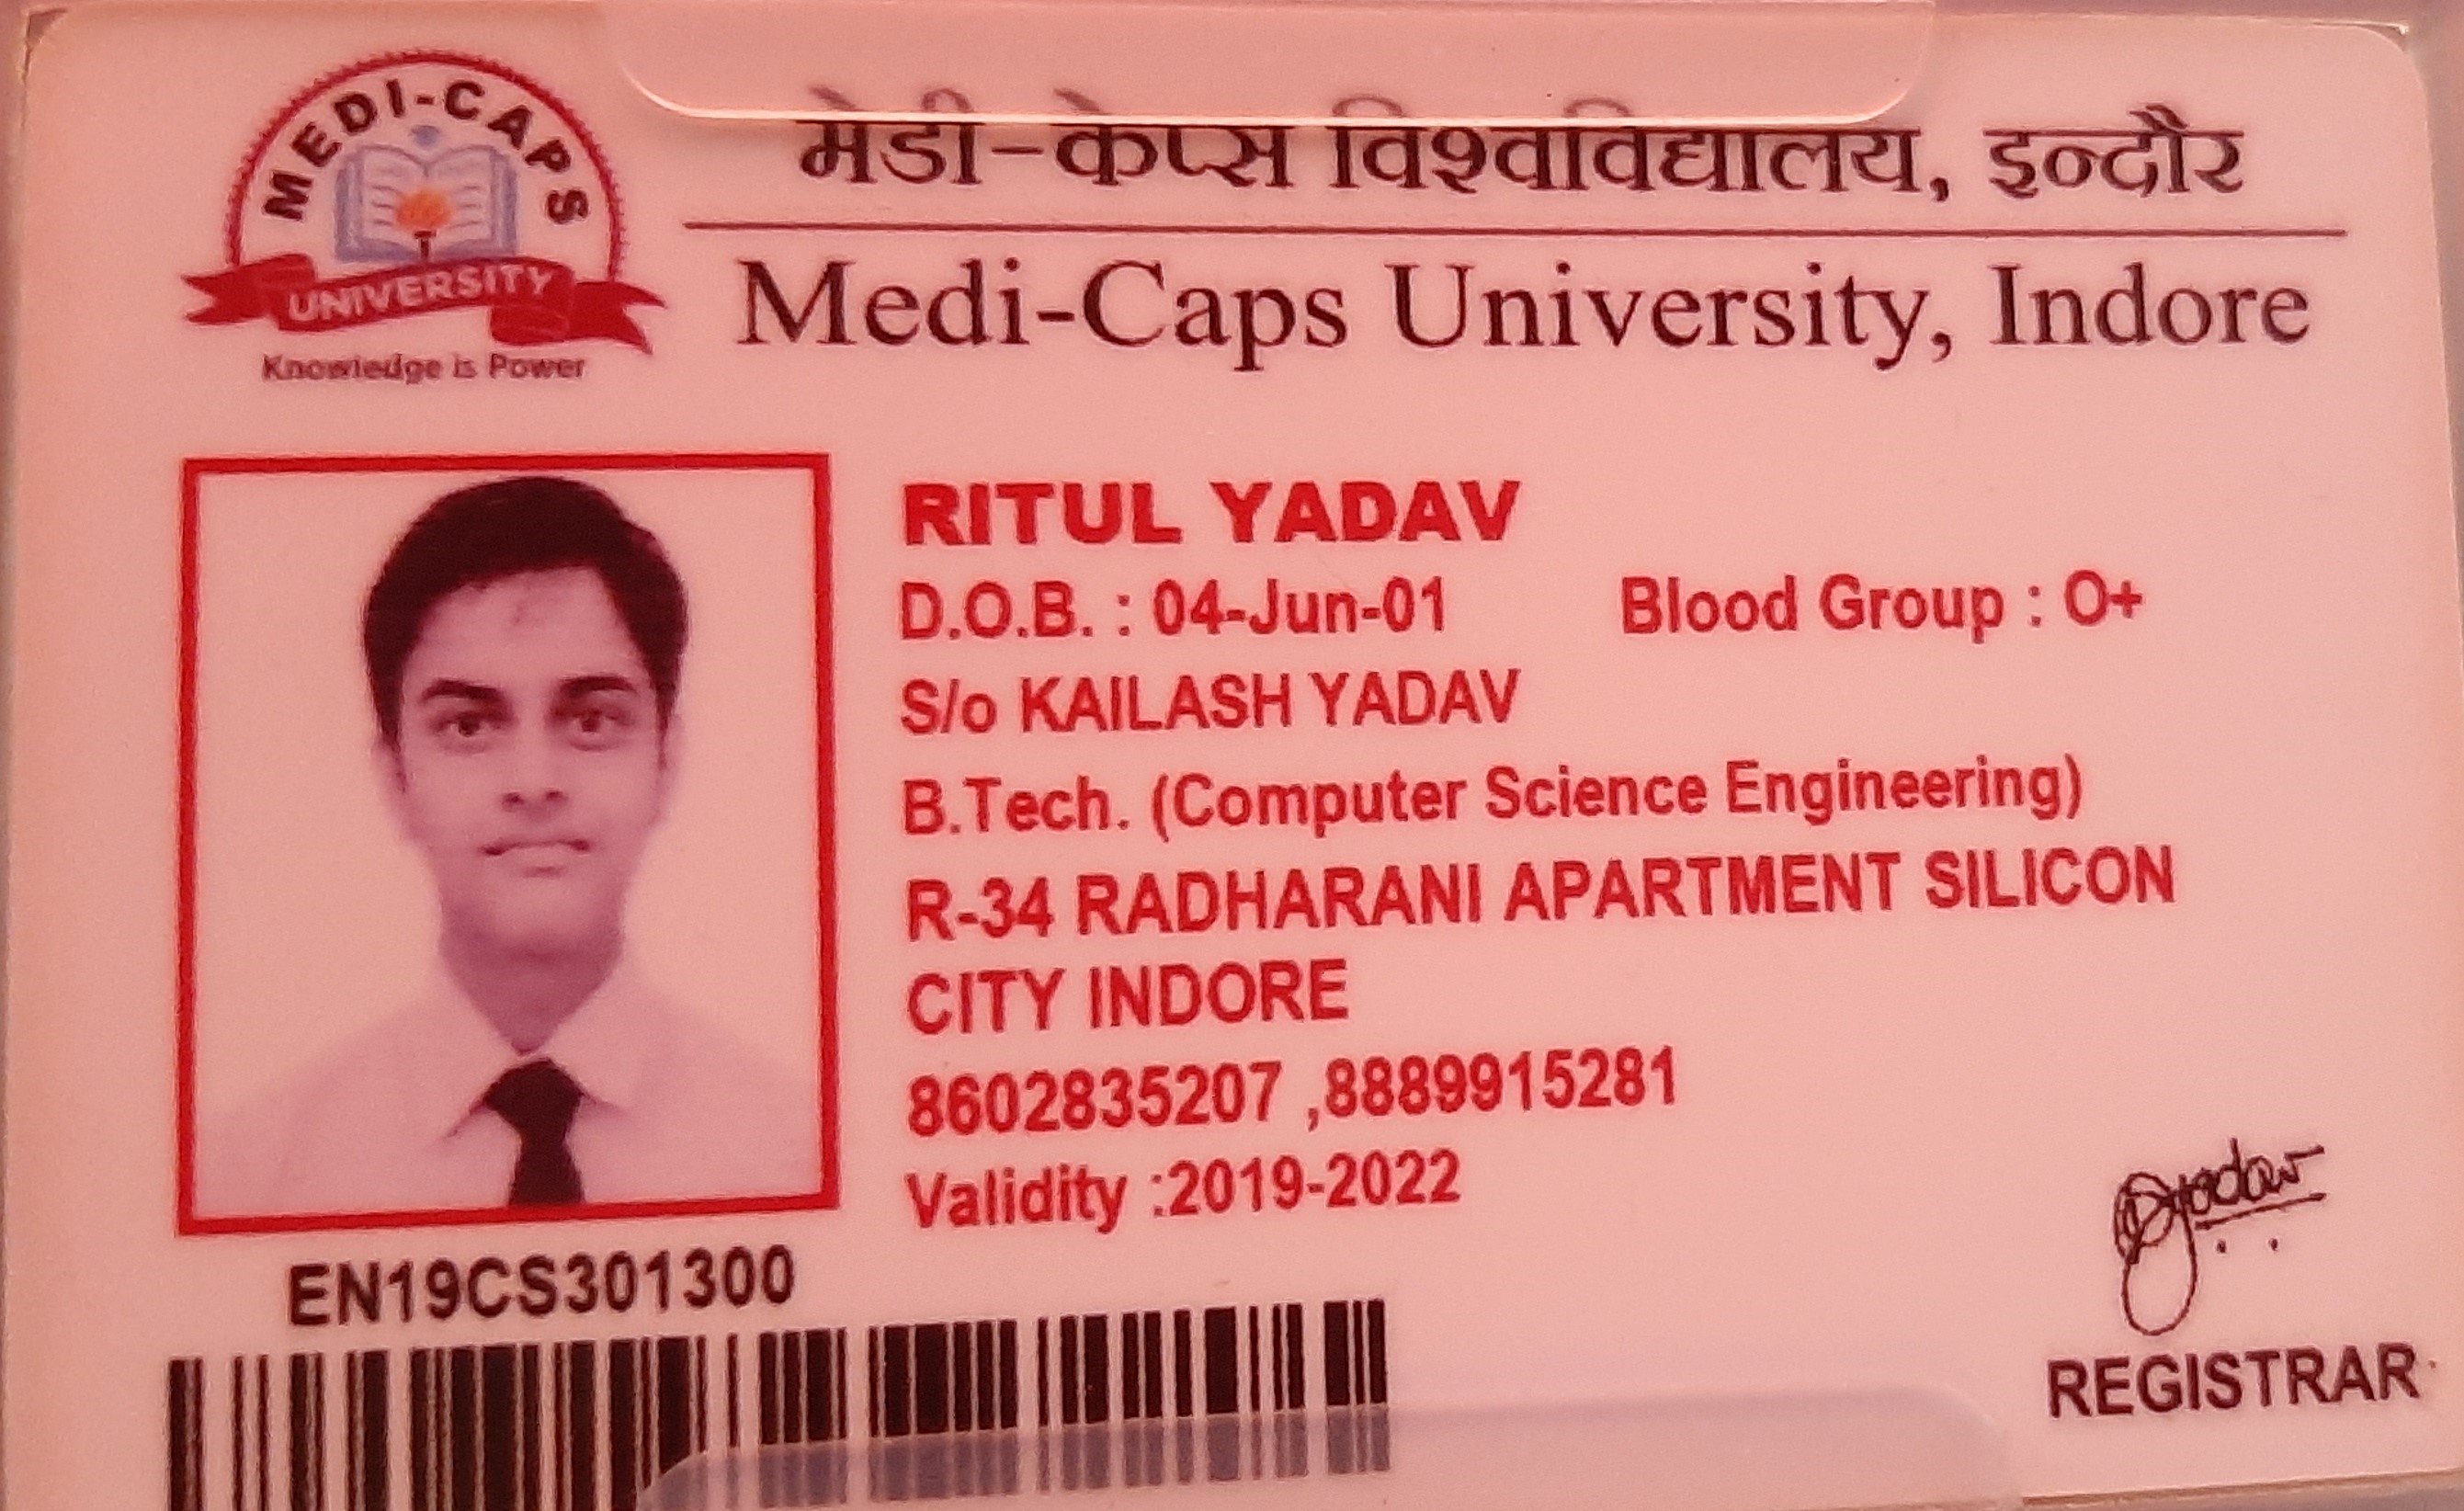 MEDI-CAPS
UNIVERSITY
Knowledge is Power
मेडी-केप्स विश्वविद्यालय, इन्दौर
Medi-Caps University, Indore
RITUL YADAV
D.O.B. : 04-Jun-01 Blood Group : O+
S/o KAILASH YADAV
B.Tech. (Computer Science Engineering)
R-34 RADHARANI APARTMENT SILICON
CITY INDORE
8602835207 ,8889915281
Validity :2019-2022
EN19CS301300
REGISTRAR